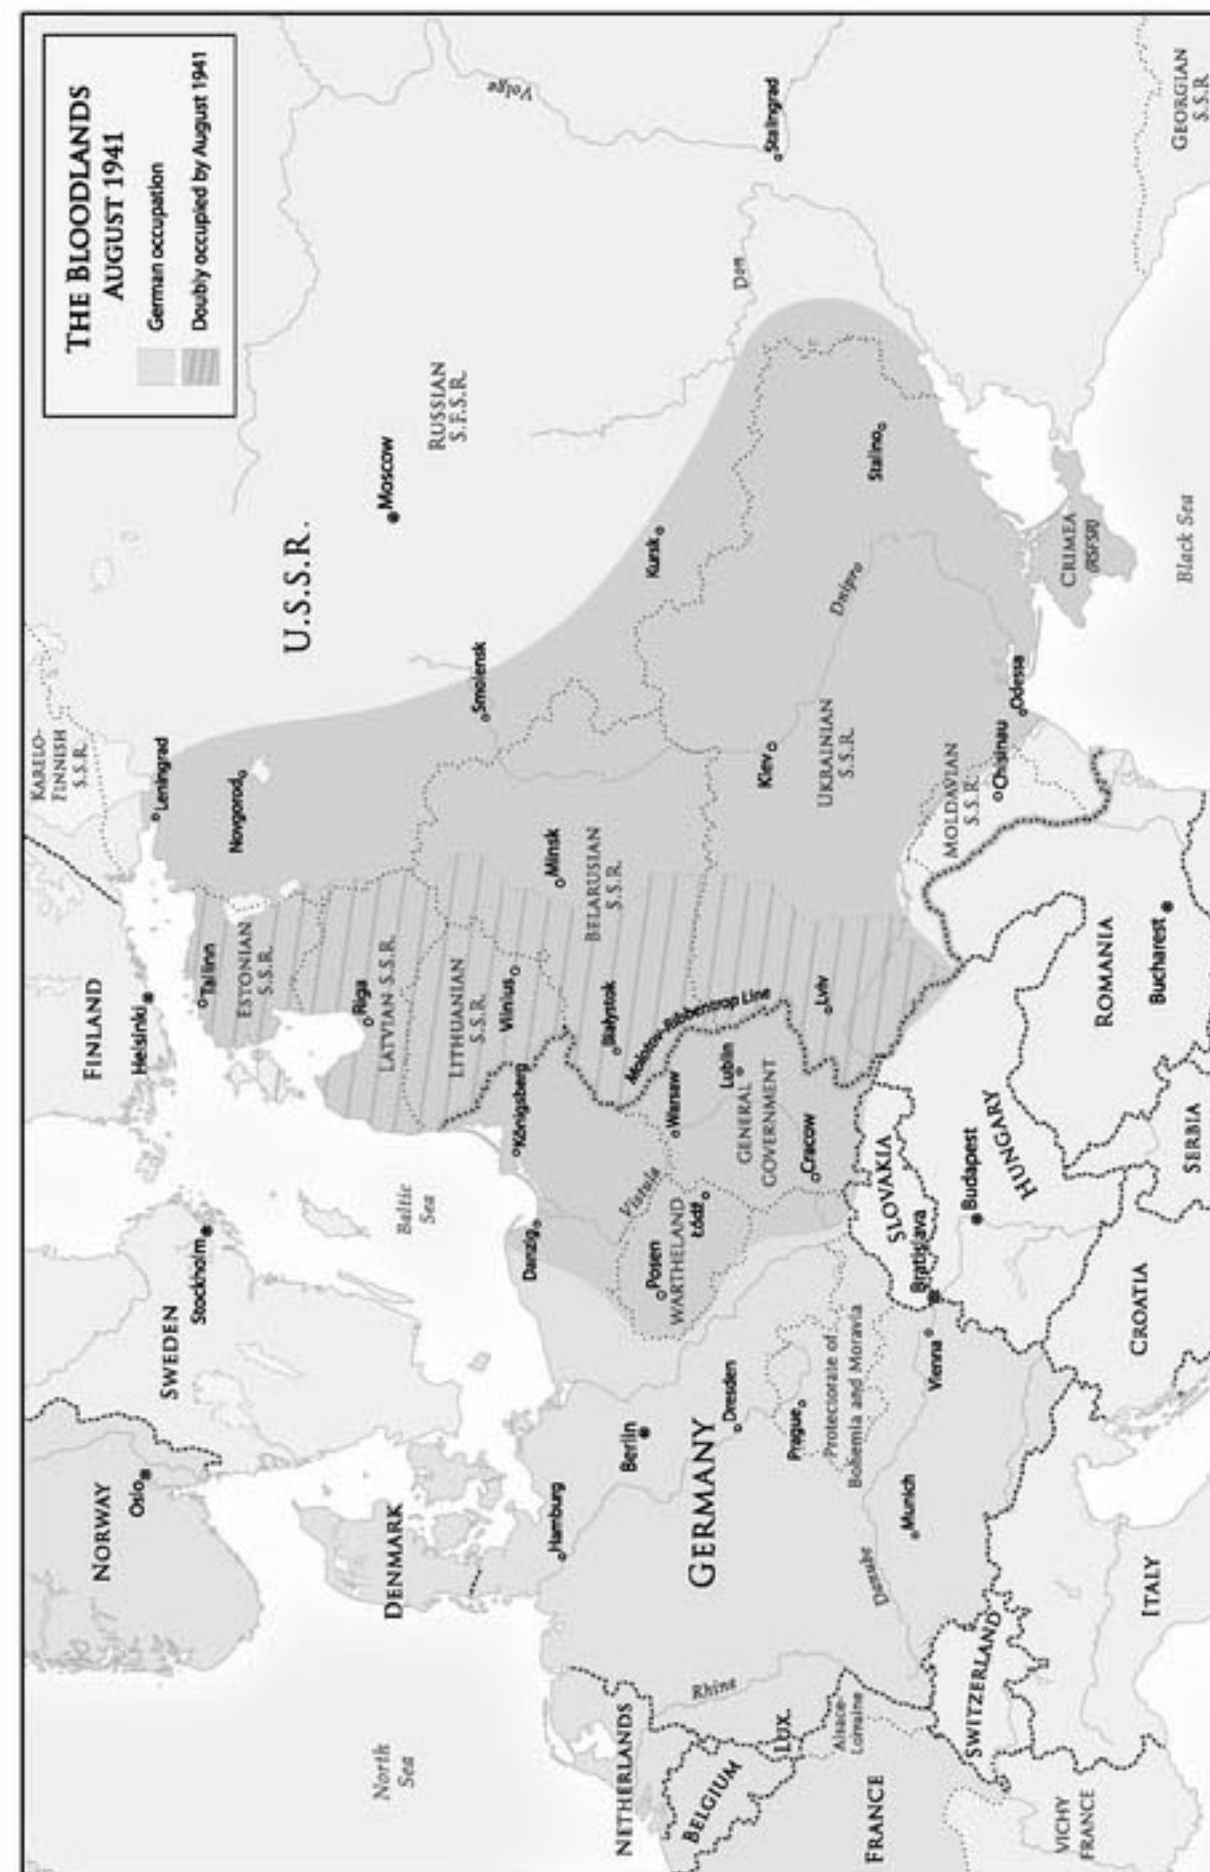 THE BLOODLANDS
AUGUST 1941
German occupation
Doubly occupied by August 1941
NORWAY
Oslo
SWEDEN
Stockholm
FINLAND
Helsinki
KARELO-
FINNISH
S.S.R.
Leningrad
Novgorod
U.S.S.R.
Volga
North
Sea
DENMARK
Baltic
Sea
Tallinn
ESTONIAN
S.S.R.
Riga
LATVIAN S.S.R.
LITHUANIAN
S.S.R.
Vilnius
Moscow
RUSSIAN
S.F.S.R.
Smolensk
Königsberg
Danzig
Hamburg
Minsk
BELARUSIAN
S.S.R.
Białystok
Molotov-Ribbentrop Line
Kursk
Don
Stalingrad
NETHERLANDS
Berlin
Vistula
Posen
WARTHELAND
Łódź
Warsaw
Lublin
GENERAL
GOVERNMENT
Cracow
Lviv
Kiev
UKRAINIAN
S.S.R.
Dnipro
Stalino
BELGIUM
LUX.
Rhine
GERMANY
Dresden
Prague
Protectorate of
Bohemia and Moravia
Alsace-
Lorraine
FRANCE
Danube
Munich
Vienna
SLOVAKIA
Bratislava
Budapest
HUNGARY
MOLDAVIAN
S.S.R.
Chişinau
Odessa
CRIMEA
(RSFSR)
SWITZERLAND
VICHY
FRANCE
ITALY
CROATIA
SERBIA
ROMANIA
Bucharest
Black Sea
GEORGIAN
S.S.R.